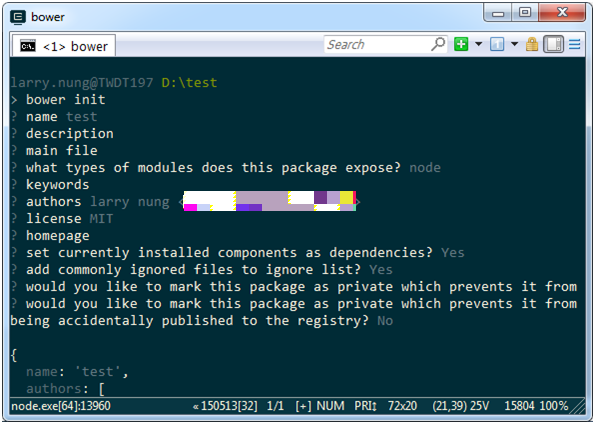 bower
<1> bower
Search
larry.nung@TWDT197 D:\test
> bower init
? name test
? description
? main file
? what types of modules does this package expose? node
? keywords
? authors larry nung <
? license MIT
? homepage
? set currently installed components as dependencies? Yes
? add commonly ignored files to ignore list? Yes
? would you like to mark this package as private which prevents it from
? would you like to mark this package as private which prevents it from
being accidentally published to the registry? No
{
name: 'test',
authors: [
node.exe[64]:13960 «150513[32] 1/1 [+] NUM PRI‡ 72x20 (21,39) 25V 15804 100%